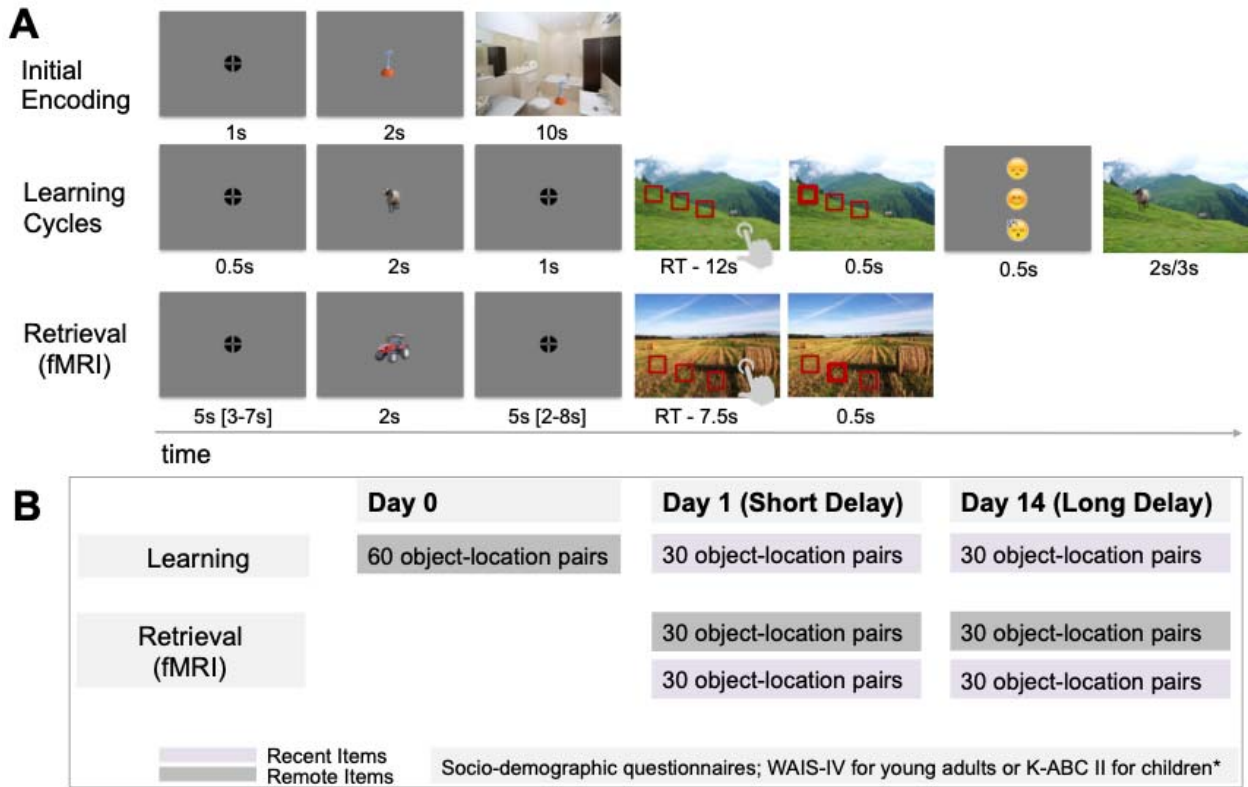 A
Initial
Encoding
1s
2s
10s
Learning
Cycles
0.5s
2s
1s
RT - 12s
0.5s
0.5s
2s/3s
Retrieval
(fMRI)
5s [3-7s]
2s
5s [2-8s]
RT - 7.5s
0.5s
time
B
Day 0
Day 1 (Short Delay)
Day 14 (Long Delay)
Learning
60 object-location pairs
30 object-location pairs
30 object-location pairs
Retrieval
(fMRI)
30 object-location pairs
30 object-location pairs
30 object-location pairs
30 object-location pairs
Recent Items
Remote Items
Socio-demographic questionnaires; WAIS-IV for young adults or K-ABC II for children*